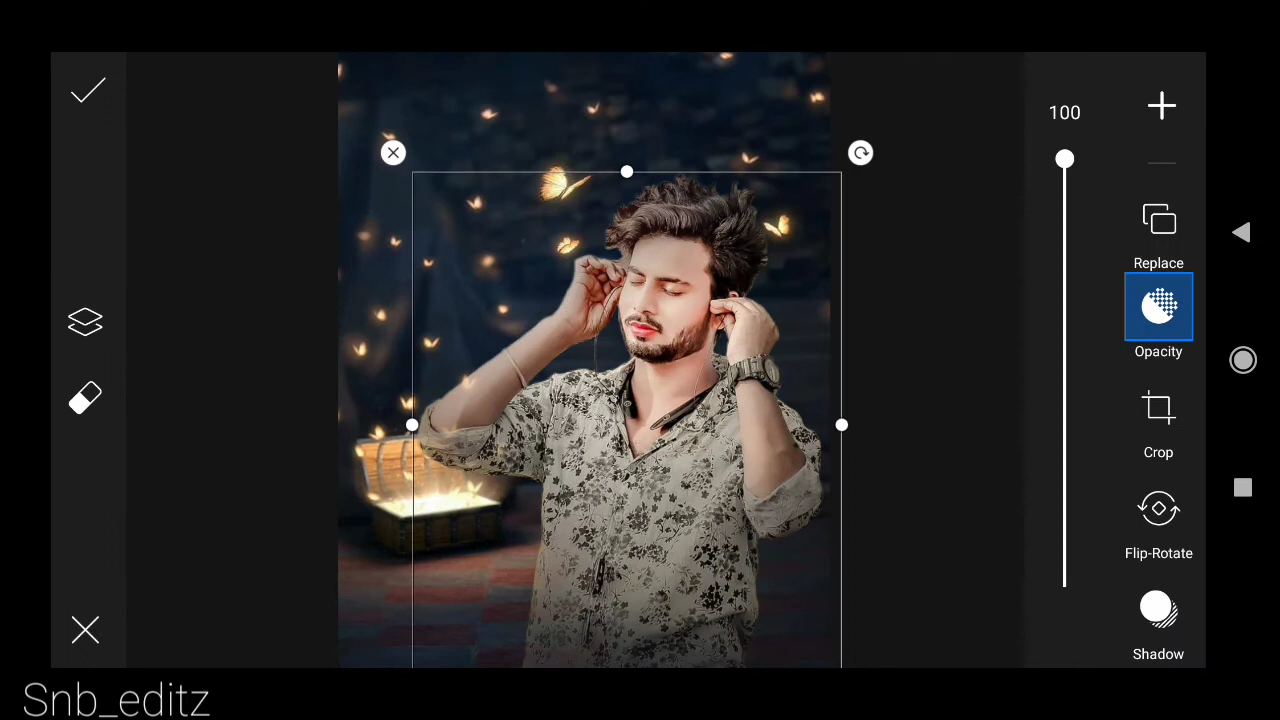 100
Replace
Opacity
Crop
Flip-Rotate
Shadow
Snb_editz